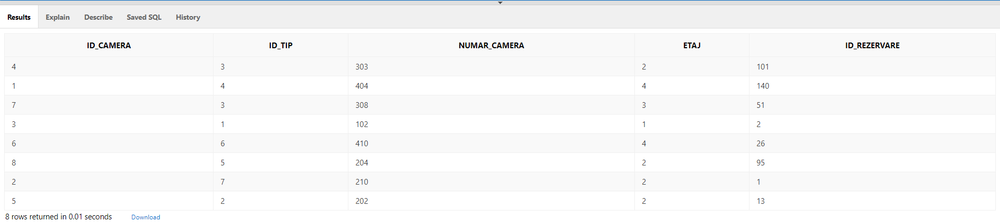 Results Explain Describe Saved SQL History
ID_CAMERA ID_TIP NUMAR_CAMERA ETAJ ID_REZERVARE
4 3 303 2 101
1 4 404 4 140
7 3 308 3 51
3 1 102 1 2
6 6 410 4 26
8 5 204 2 95
2 7 210 2 1
5 2 202 2 13
8 rows returned in 0.01 seconds Download